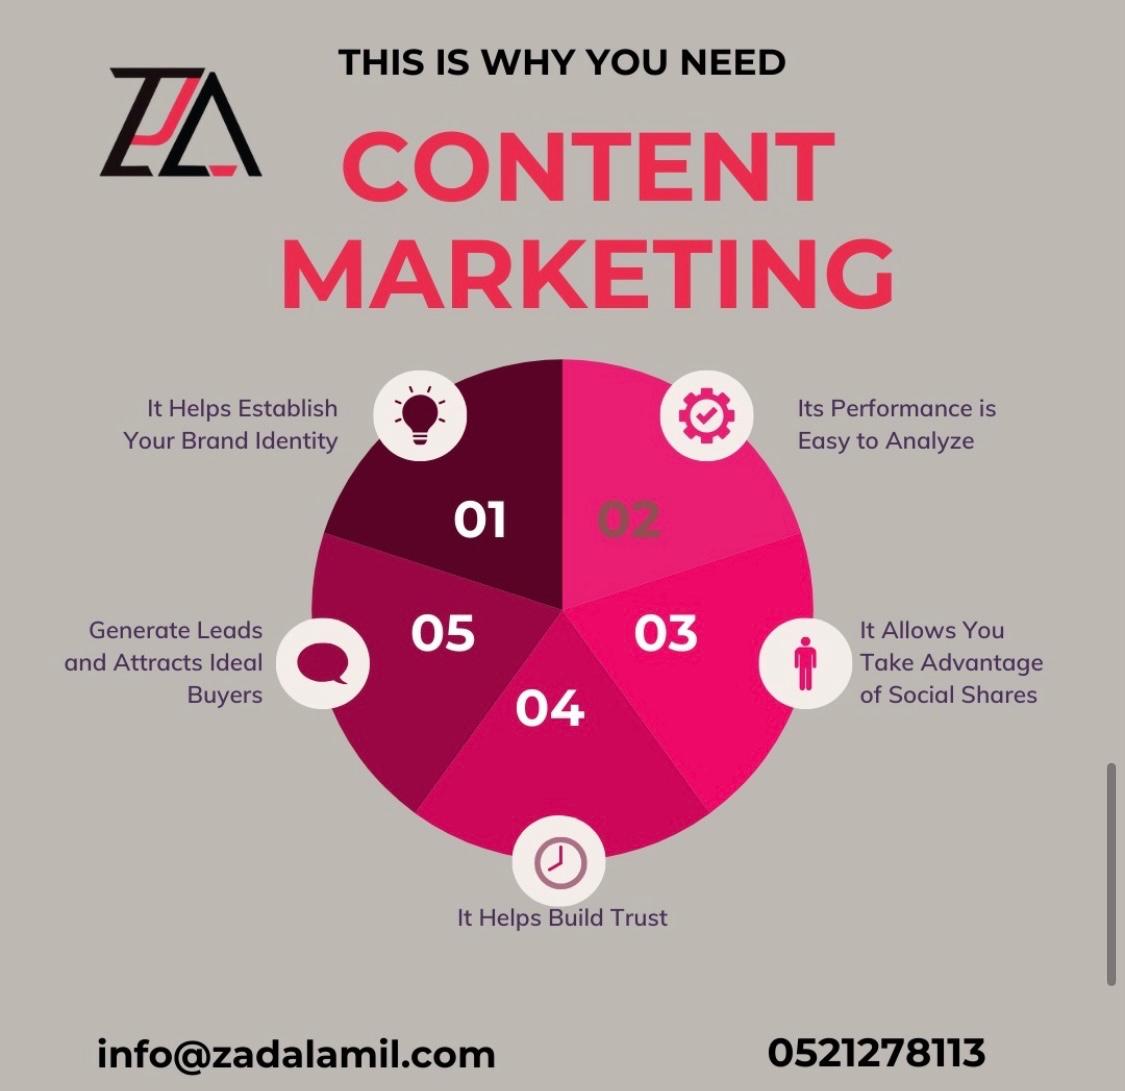 THIS IS WHY YOU NEED
CONTENT
MARKETING
It Helps Establish
Your Brand Identity
01
02
Its Performance is
Easy to Analyze
Generate Leads
and Attracts Ideal
Buyers
05
03
It Allows You
Take Advantage
of Social Shares
04
It Helps Build Trust
info@zadalamil.com
0521278113